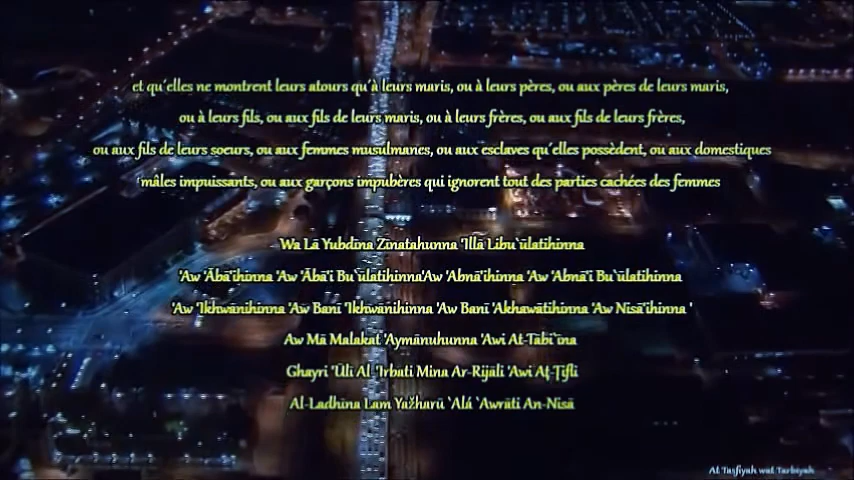 et qu'elles ne montrent leurs atours qu'à leurs maris, ou à leurs pères, ou aux pères de leurs maris,
ou à leurs fils, ou aux fils de leurs maris, ou à leurs frères, ou aux fils de leurs frères,
ou aux fils de leurs soeurs, ou aux femmes musulmanes, ou aux esclaves qu'elles possèdent, ou aux domestiques
mâles impuissants, ou aux garçons impubères qui ignorent tout des parties cachées des femmes
Wa Lā Yubdīna Zīnatahunna 'Illā Libu`ūlatihinna
'Aw 'Ābā'ihinna 'Aw 'Ābā'i Bu`ūlatihinna'Aw 'Abnā'ihinna 'Aw 'Abnā'i Bu`ūlatihinna
'Aw 'Ikhwānihinna 'Aw Banī 'Ikhwānihinna 'Aw Banī 'Akhawātihinna 'Aw Nisā'ihinna '
Aw Mā Malakat 'Aymānuhunna 'Awi At-Tābi`īna
Ghayri 'Ūlī Al-'Irbati Mina Ar-Rijāli 'Awi Aţ-Ţifli
Al-Ladhīna Lam Yažharū `Alá `Awrāti An-Nisā
At Tasfiyah wat Tarbiyah